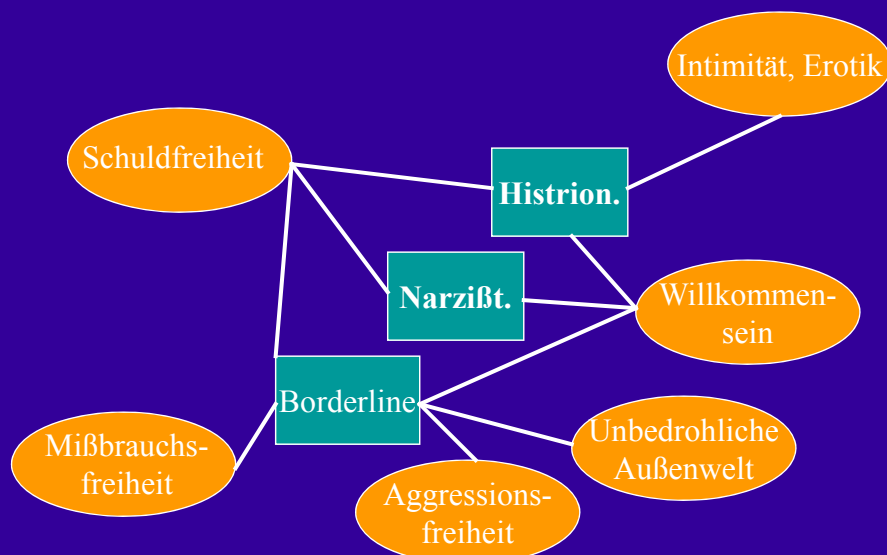 Intimität, Erotik
Schuldfreiheit
Histrion.
Narzißt.
Willkommen-
sein
Borderline
Mißbrauchs-
freiheit
Unbedrohliche
Außenwelt
Aggressions-
freiheit